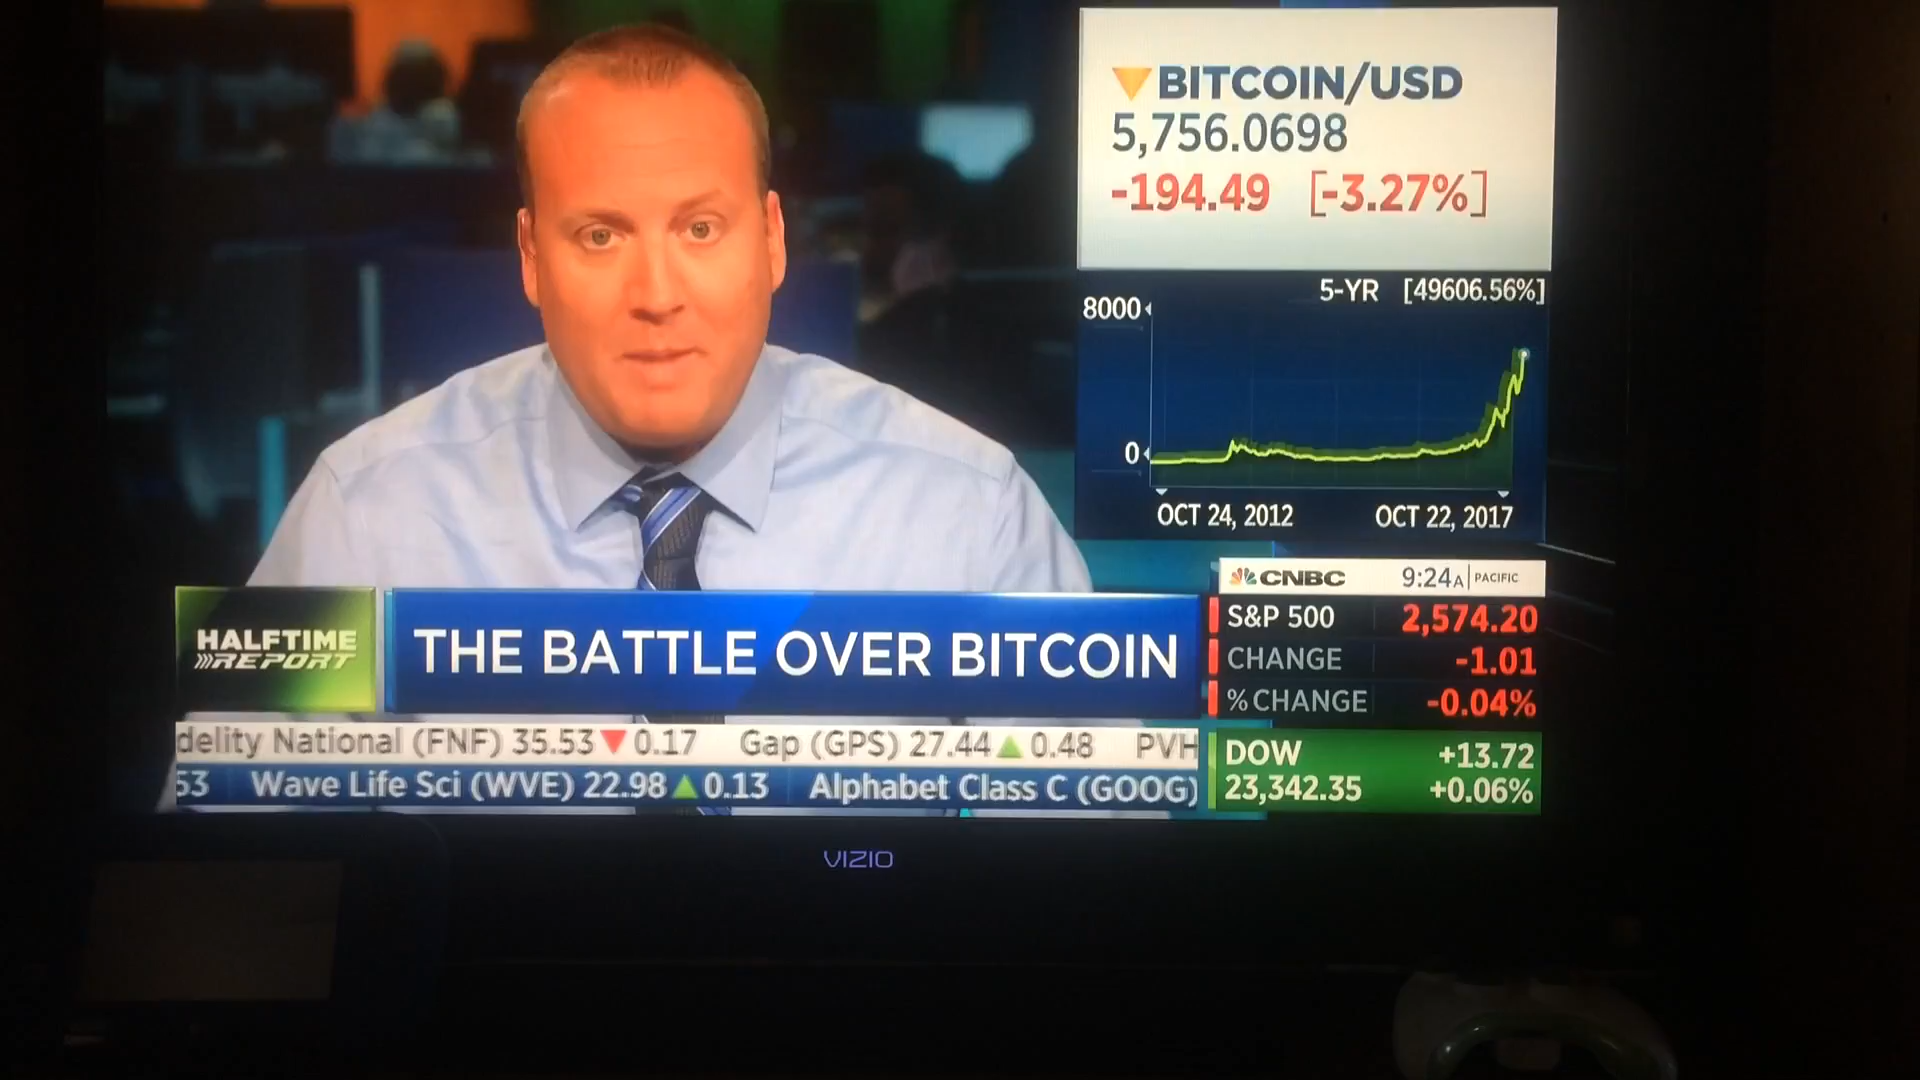 BITCOIN/USD
5,756.0698
-194.49 [-3.27%]
5-YR [49606.56%]
8000
0
OCT 24, 2012 OCT 22, 2017
CNBC 9:24A PACIFIC
S&P 500 2,574.20
CHANGE -1.01
% CHANGE -0.04%
DOW +13.72
23,342.35 +0.06%
HALFTIME
REPORT
THE BATTLE OVER BITCOIN
delity National (FNF) 35.53 ▼ 0.17 Gap (GPS) 27.44 ▲ 0.48 PVH
53 Wave Life Sci (WVE) 22.98 ▲ 0.13 Alphabet Class C (GOOG)
VIZIO